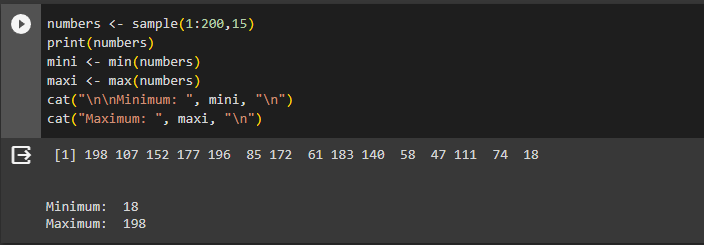 numbers <- sample(1:200,15)
print(numbers)
mini <- min(numbers)
maxi <- max(numbers)
cat("\n\nMinimum: ", mini, "\n")
cat("Maximum: ", maxi, "\n")
[1] 198 107 152 177 196  85 172  61 183 140  58  47 111  74  18
Minimum:  18
Maximum:  198